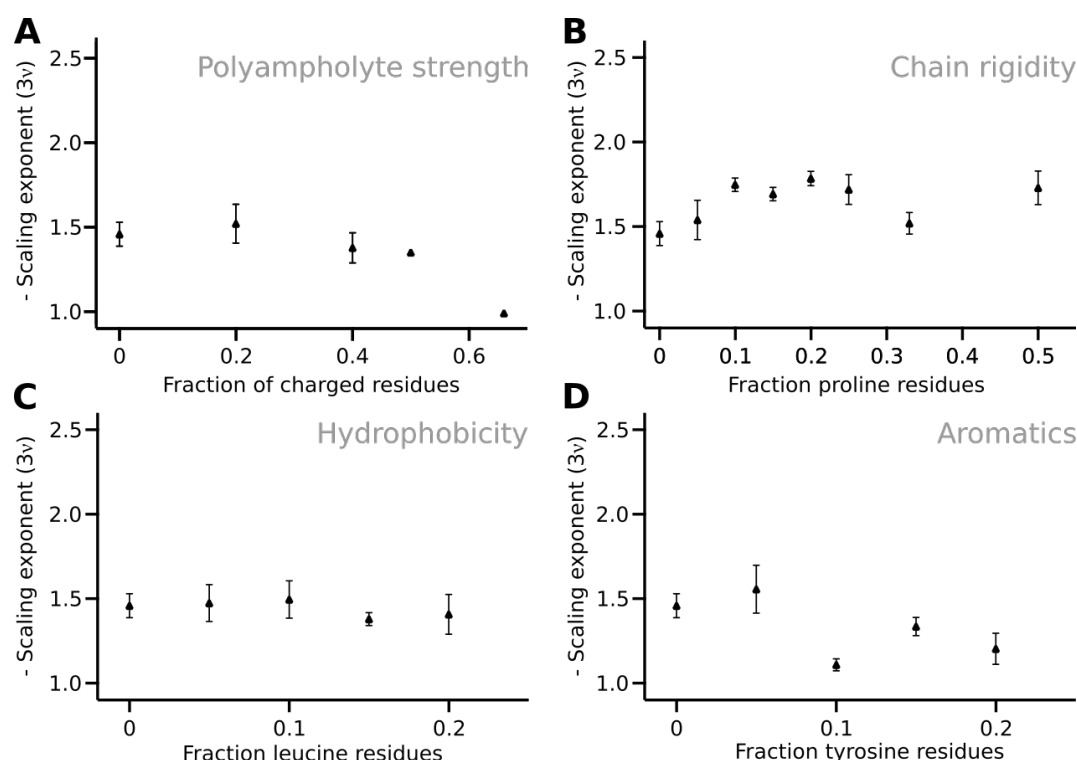 A
Polyampholyte strength
- Scaling exponent (3ν)
2.5
2.0
1.5
1.0
0 0.2 0.4 0.6
Fraction of charged residues
B
Chain rigidity
- Scaling exponent (3ν)
2.5
2.0
1.5
1.0
0 0.1 0.2 0.3 0.4 0.5
Fraction proline residues
C
Hydrophobicity
- Scaling exponent (3ν)
2.5
2.0
1.5
1.0
0 0.1 0.2
Fraction leucine residues
D
Aromatics
- Scaling exponent (3ν)
2.5
2.0
1.5
1.0
0 0.1 0.2
Fraction tyrosine residues